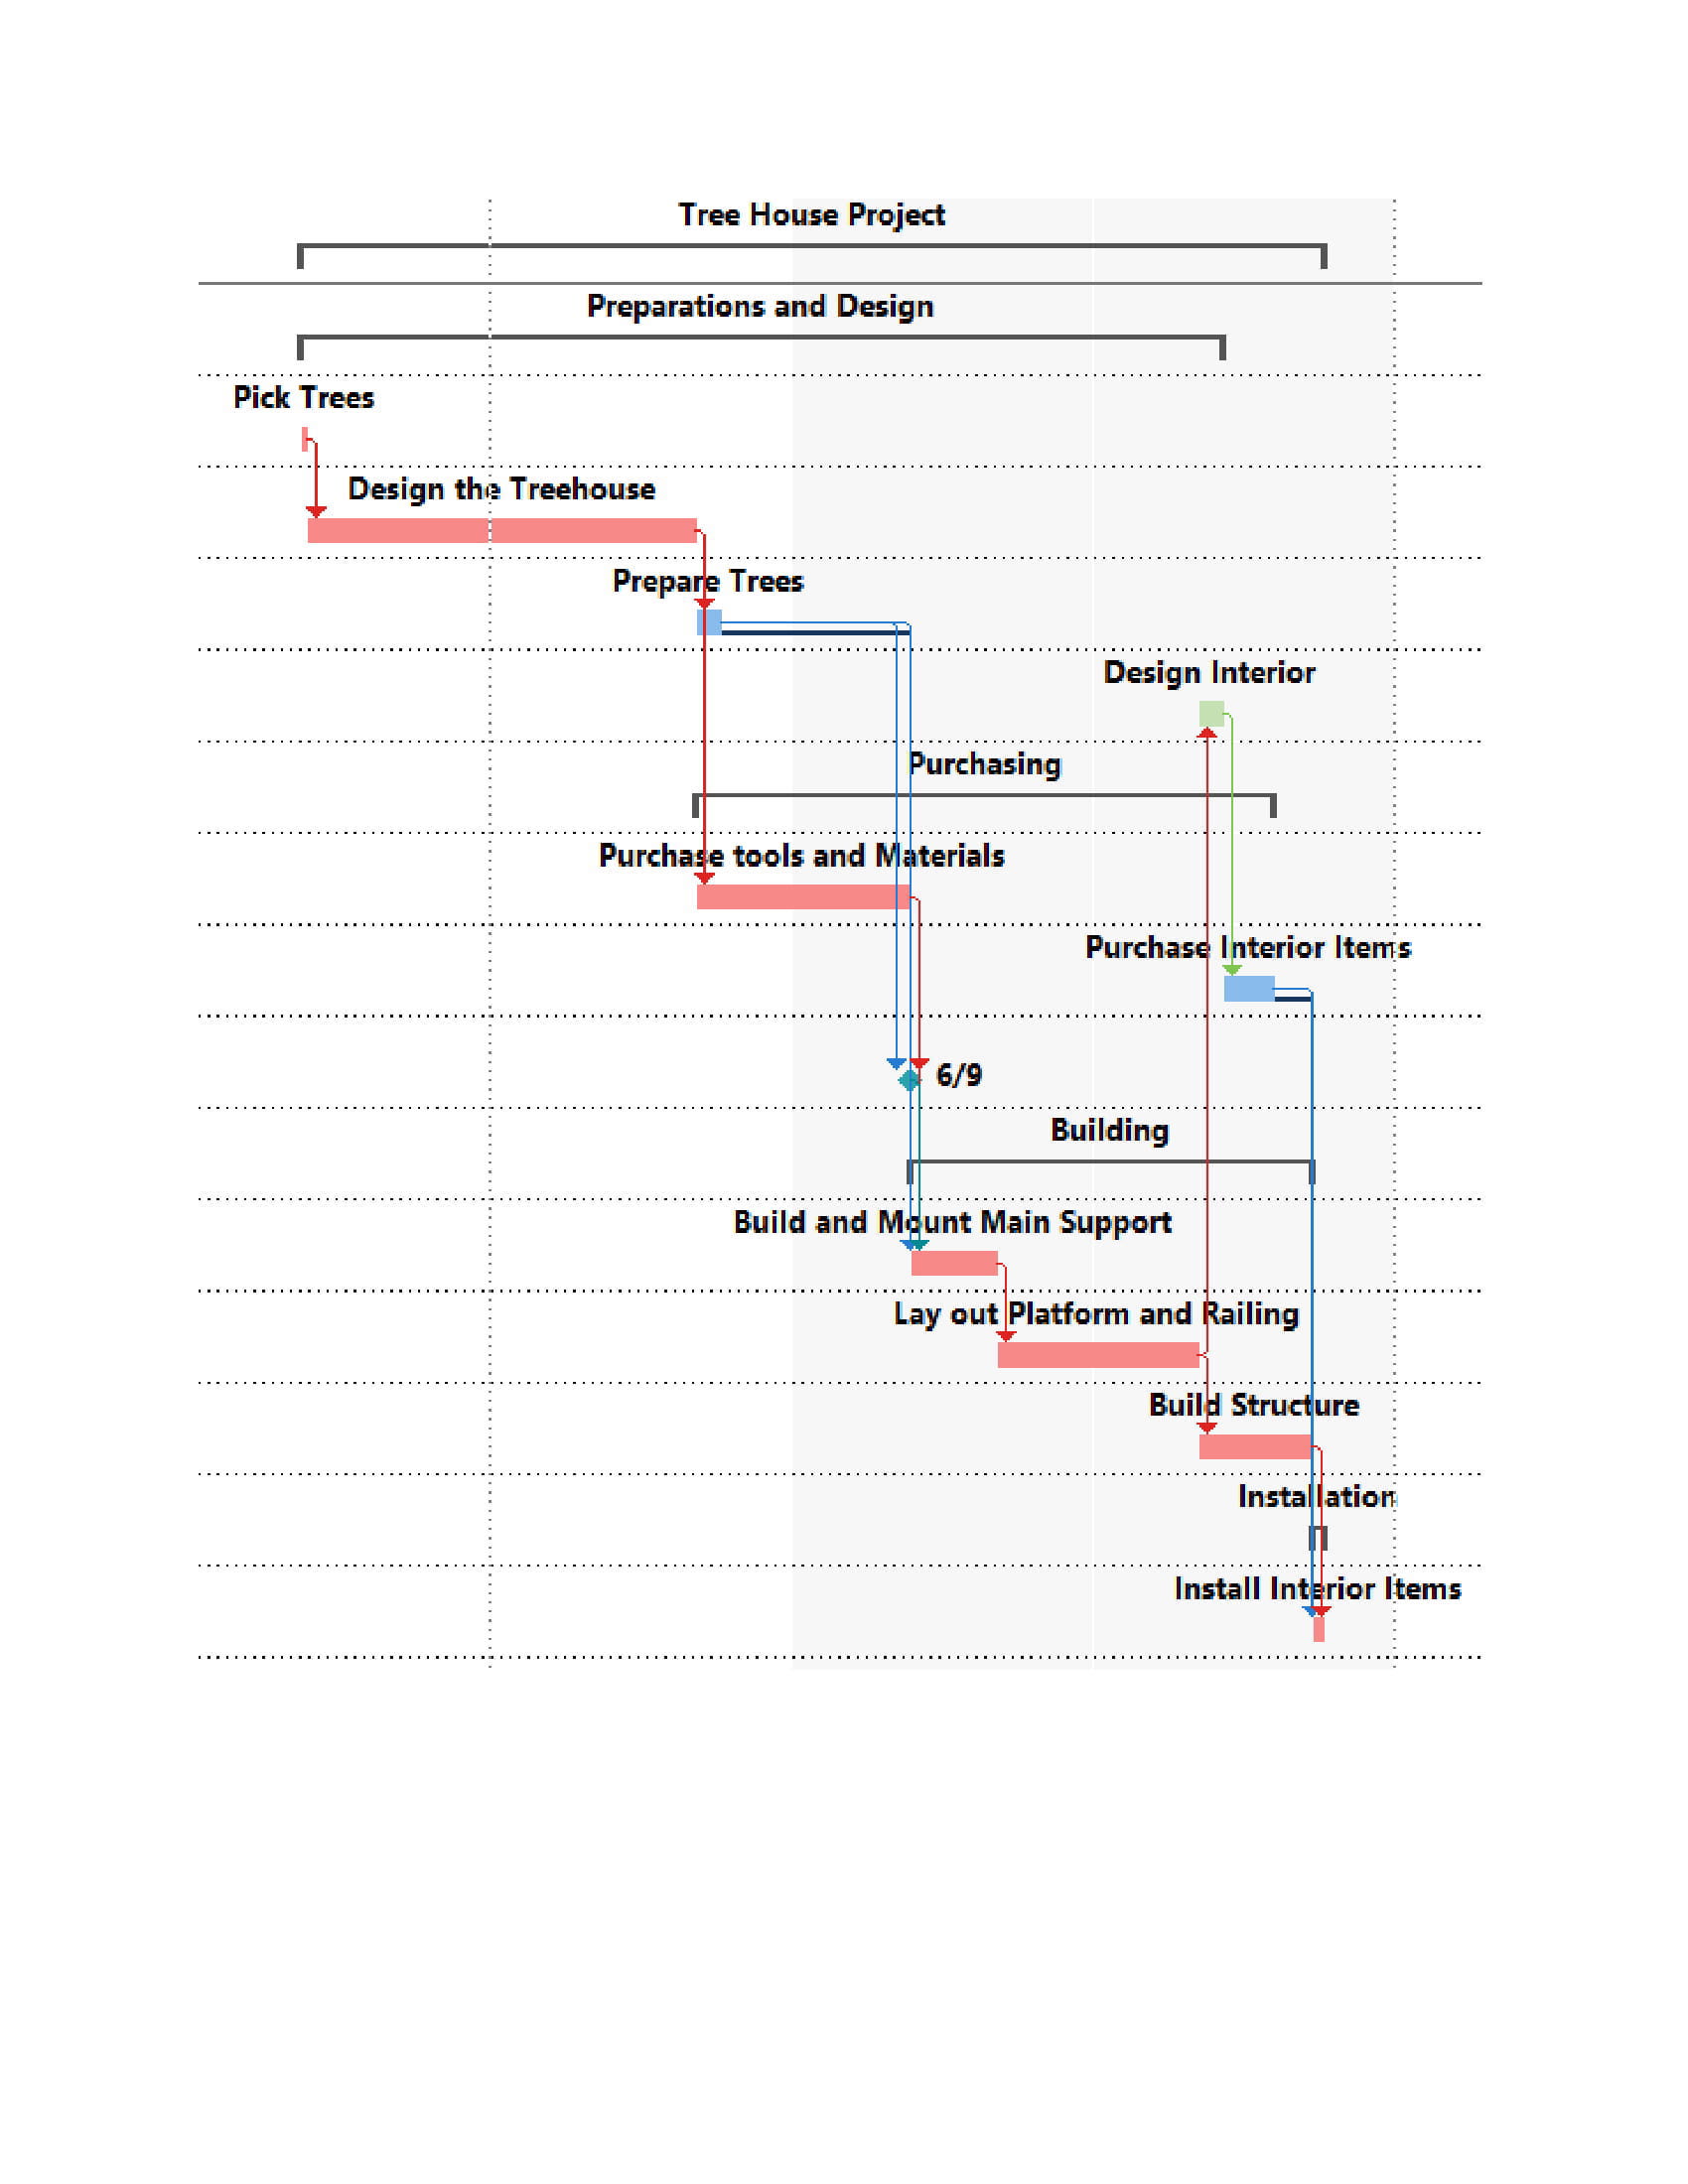 Tree House Project
Preparations and Design
Pick Trees
Design the Treehouse
Prepare Trees
Design Interior
Purchasing
Purchase tools and Materials
Purchase Interior Items
6/9
Building
Build and Mount Main Support
Lay out Platform and Railing
Build Structure
Installation
Install Interior Items